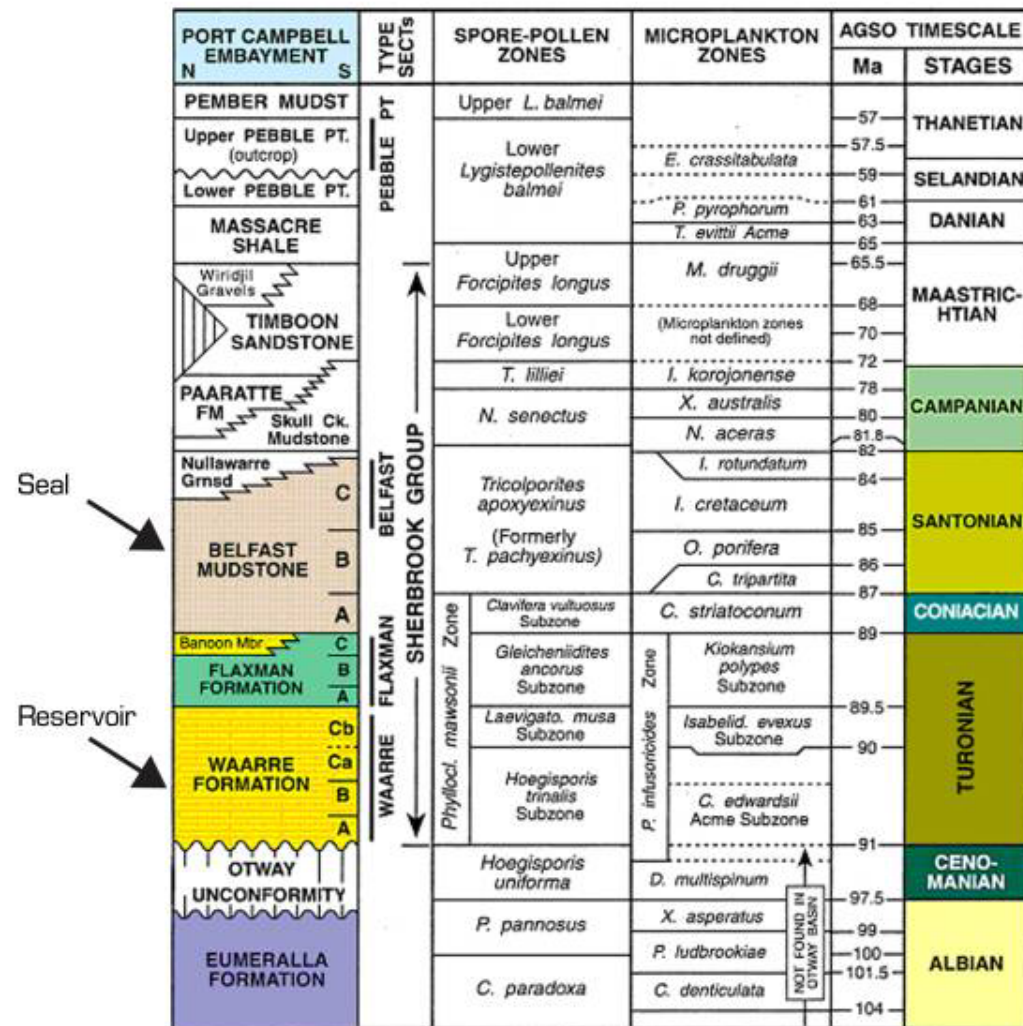 PORT CAMPBELL
EMBAYMENT
N S
TYPE
SECTS
SPORE-POLLEN
ZONES
MICROPLANKTON
ZONES
AGSO TIMESCALE
Ma
STAGES
PEMBER MUDST
Upper PEBBLE PT.
(outcrop)
Lower PEBBLE PT.
MASSACRE
SHALE
Wiridjil
Gravels
TIMBOON
SANDSTONE
PAARATTE
FM
Skull Ck.
Mudstone
Nullawarre
Grnsd
C
BELFAST
MUDSTONE
B
A
Banoon Mbr
C
FLAXMAN
FORMATION
B
A
Cb
WAARRE
FORMATION
Ca
B
A
OTWAY
UNCONFORMITY
EUMERALLA
FORMATION
Seal
Reservoir
PEBBLE PT
BELFAST
FLAXMAN
WAARRE
SHERBROOK GROUP
Upper L. balmei
Lower
Lygistepollenites
balmei
Upper
Forcipites longus
Lower
Forcipites longus
T. lilliei
N. senectus
Tricolporites
apoxyexinus
(Formerly
T. pachyexinus)
Phyllocl. mawsonii Zone
Clavifera vultuosus
Subzone
Gleicheniidites
ancorus
Subzone
Laevigato. musa
Subzone
Hoegisporis
trinalis
Subzone
Hoegisporis
uniforma
P. pannosus
C. paradoxa
E. crassitabulata
P. pyrophorum
T. evittii Acme
M. druggii
(Microplankton zones
not defined)
I. korojonense
X. australis
N. aceras
I. rotundatum
I. cretaceum
O. porifera
C. tripartita
C. striatoconum
P. infusorioides Zone
Kiokansium
polypes
Subzone
Isabelid. evexus
Subzone
C. edwardsii
Acme Subzone
D. multispinum
X. asperatus
P. ludbrookiae
C. denticulata
NOT FOUND IN
OTWAY BASIN
57
57.5
59
61
63
65
65.5
68
70
72
78
80
81.8
82
84
85
86
87
89
89.5
90
91
97.5
99
100
101.5
104
THANETIAN
SELANDIAN
DANIAN
MAASTRIC-
HTIAN
CAMPANIAN
SANTONIAN
CONIACIAN
TURONIAN
CENO-
MANIAN
ALBIAN